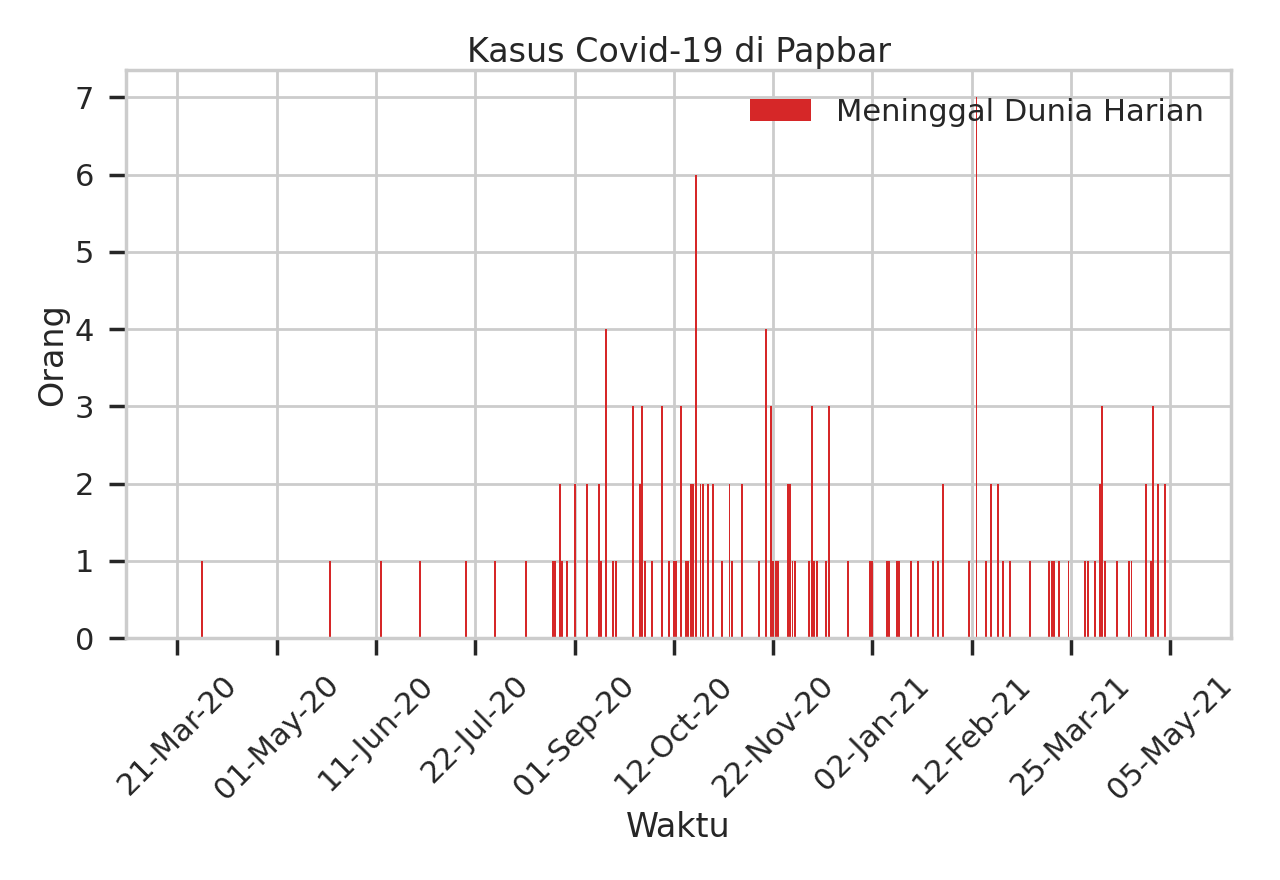 Kasus Covid-19 di Papbar
Meninggal Dunia Harian
Orang
7
6
5
4
3
2
1
0
21-Mar-20
01-May-20
11-Jun-20
22-Jul-20
01-Sep-20
12-Oct-20
22-Nov-20
02-Jan-21
12-Feb-21
25-Mar-21
05-May-21
Waktu